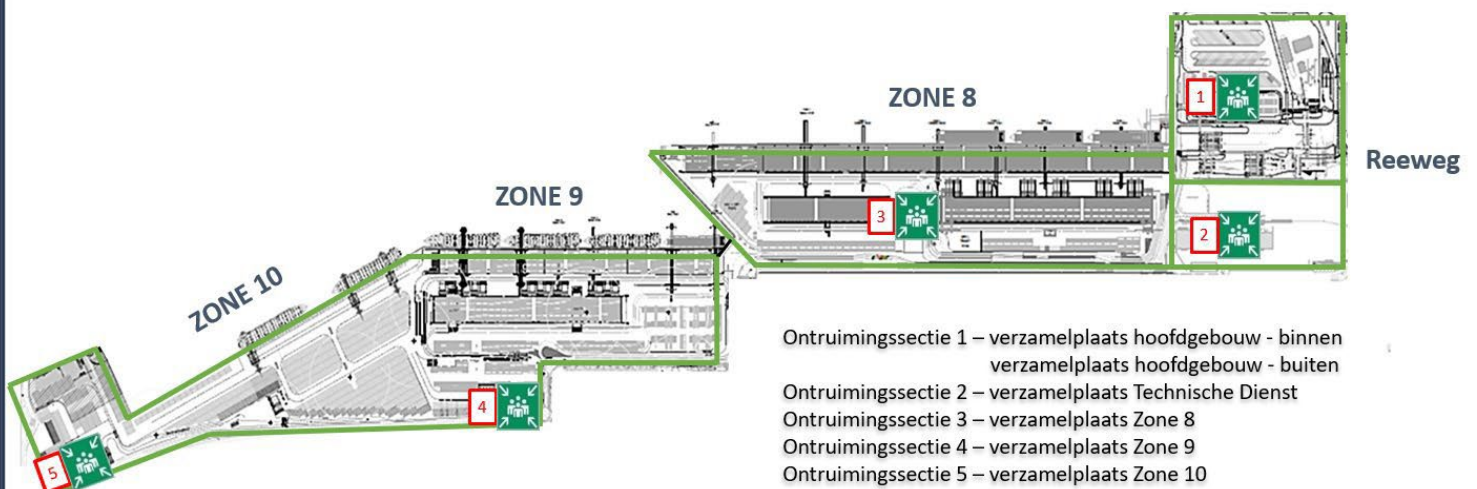 ZONE 8
1
Reeweg
ZONE 9
3
2
ZONE 10
4
5
Ontruimingssectie 1 – verzamelplaats hoofdgebouw - binnen
verzamelplaats hoofdgebouw - buiten
Ontruimingssectie 2 – verzamelplaats Technische Dienst
Ontruimingssectie 3 – verzamelplaats Zone 8
Ontruimingssectie 4 – verzamelplaats Zone 9
Ontruimingssectie 5 – verzamelplaats Zone 10